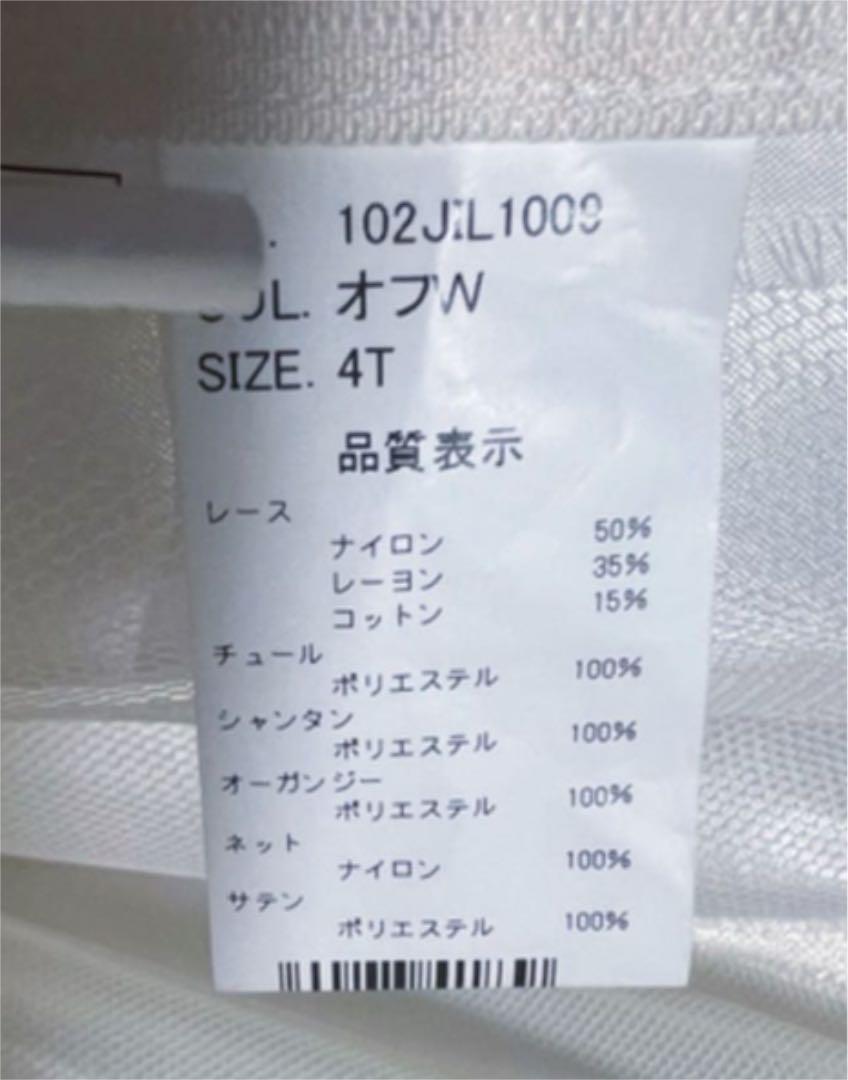 . 102JIL1009
COL. オフW
SIZE. 4T
品質表示
レース
ナイロン 50%
レーヨン 35%
コットン 15%
チュール
ポリエステル 100%
シャンタン
ポリエステル 100%
オーガンジー
ポリエステル 100%
ネット
ナイロン 100%
サテン
ポリエステル 100%